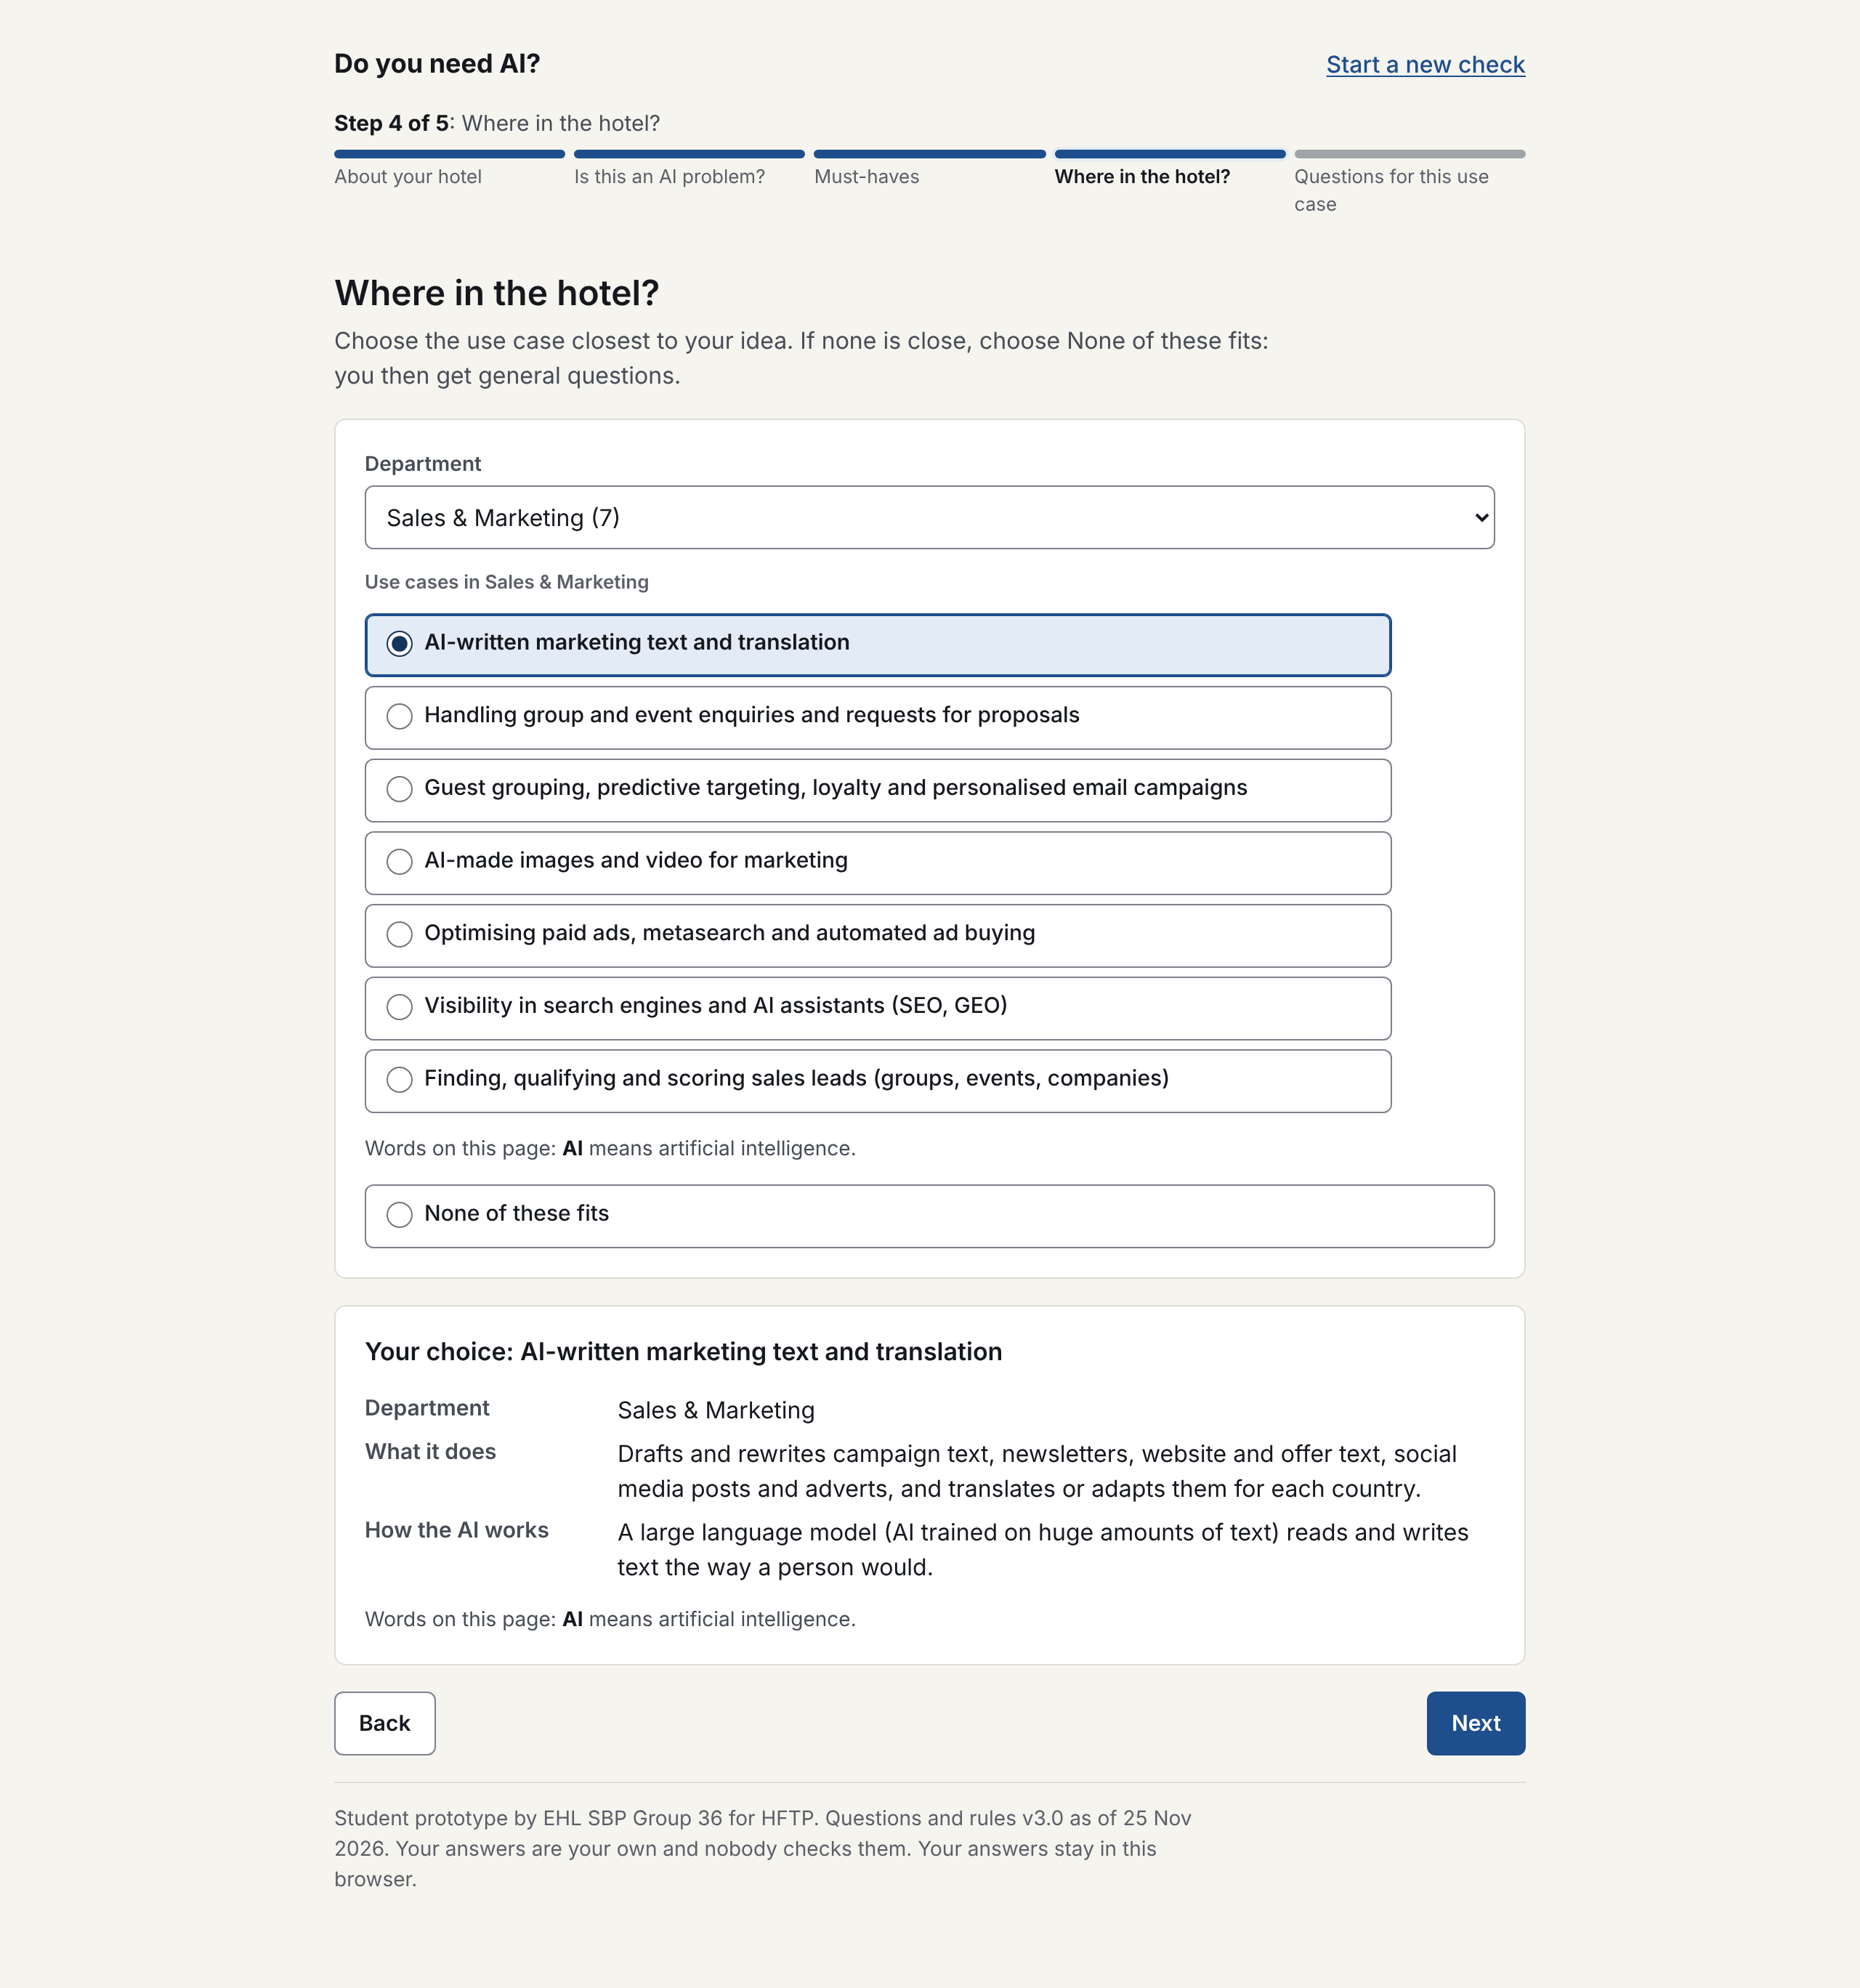 Do you need AI?
Start a new check
Step 4 of 5: Where in the hotel?
About your hotel
Is this an AI problem?
Must-haves
Where in the hotel?
Questions for this use
case
Where in the hotel?
Choose the use case closest to your idea. If none is close, choose None of these fits:
you then get general questions.
Department
Sales & Marketing (7)
Use cases in Sales & Marketing
AI-written marketing text and translation
Handling group and event enquiries and requests for proposals
Guest grouping, predictive targeting, loyalty and personalised email campaigns
AI-made images and video for marketing
Optimising paid ads, metasearch and automated ad buying
Visibility in search engines and AI assistants (SEO, GEO)
Finding, qualifying and scoring sales leads (groups, events, companies)
Words on this page: AI means artificial intelligence.
None of these fits
Your choice: AI-written marketing text and translation
Department
Sales & Marketing
What it does
Drafts and rewrites campaign text, newsletters, website and offer text, social
media posts and adverts, and translates or adapts them for each country.
How the AI works
A large language model (AI trained on huge amounts of text) reads and writes
text the way a person would.
Words on this page: AI means artificial intelligence.
Back
Next
Student prototype by EHL SBP Group 36 for HFTP. Questions and rules v3.0 as of 25 Nov
2026. Your answers are your own and nobody checks them. Your answers stay in this
browser.